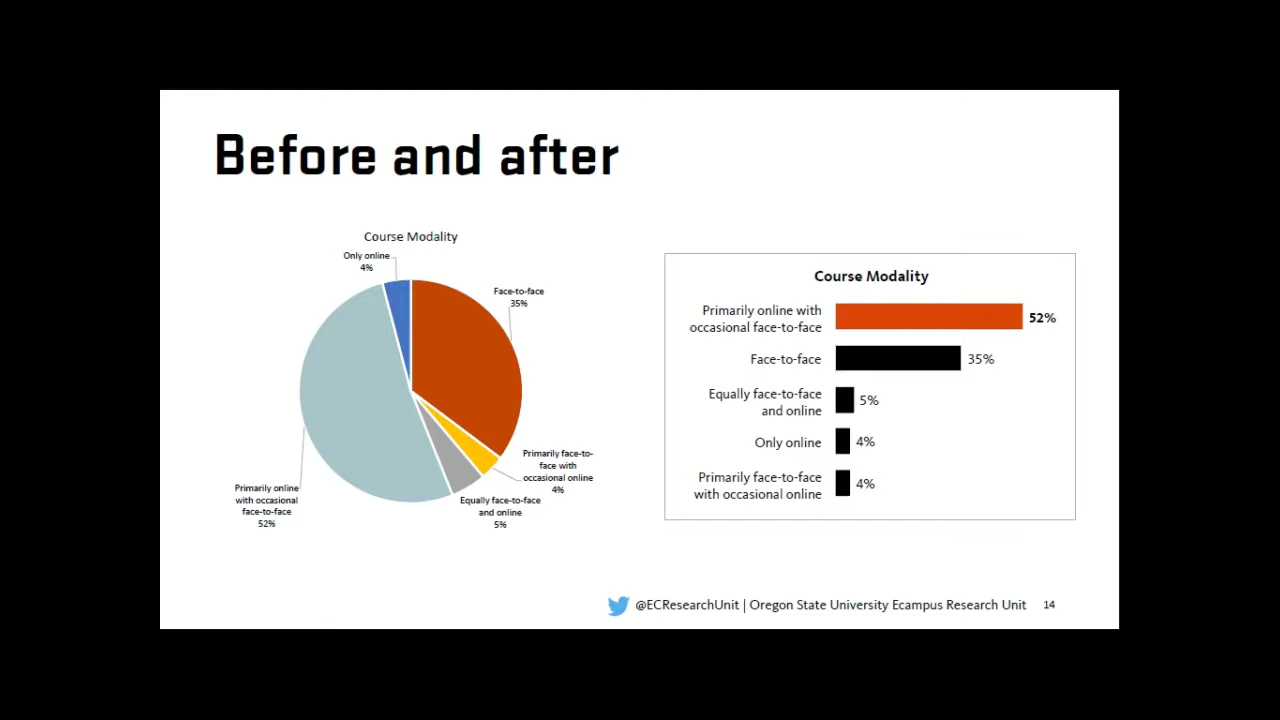 Before and after
Course Modality
Only online
4%
Face-to-face
35%
Primarily face-to-
face with
occasional online
4%
Equally face-to-face
and online
5%
Primarily online
with occasional
face-to-face
52%
Course Modality
Primarily online with
occasional face-to-face
52%
Face-to-face
35%
Equally face-to-face
and online
5%
Only online
4%
Primarily face-to-face
with occasional online
4%
@ECResearchUnit | Oregon State University Ecampus Research Unit 14